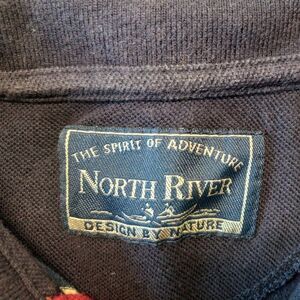 THE SPIRIT OF ADVENTURE
NORTH RIVER
DESIGN BY NATURE